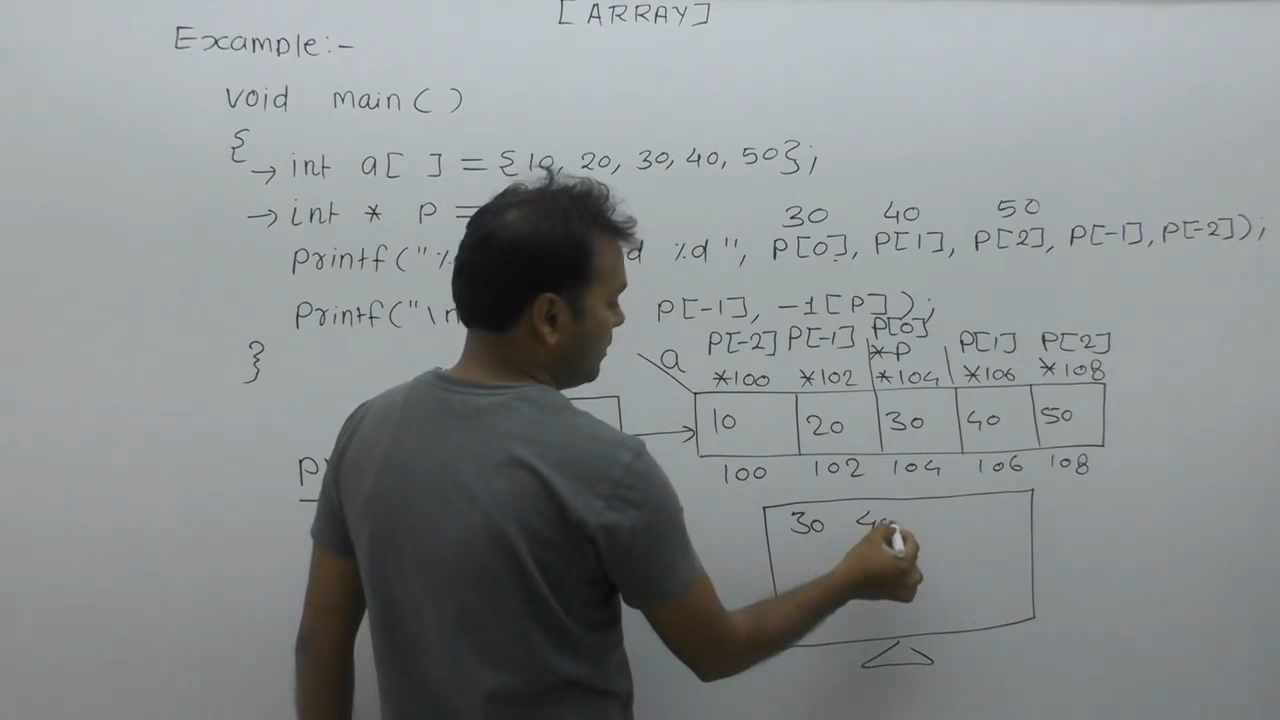 [ARRAY]
Example:-
void main()
{
→ int a[ ] = {10, 20, 30, 40, 50};
→ int * P =
30 40 50
Printf("% d %d", P[0], P[1], P[2], P[-1], P[-2]);
Printf("\n P[-1], -1[P]);
}
P[-2] P[-1] P[0] P[1] P[2]
*P
a *100 *102 *104 *106 *108
10 20 30 40 50
100 102 104 106 108
30 40